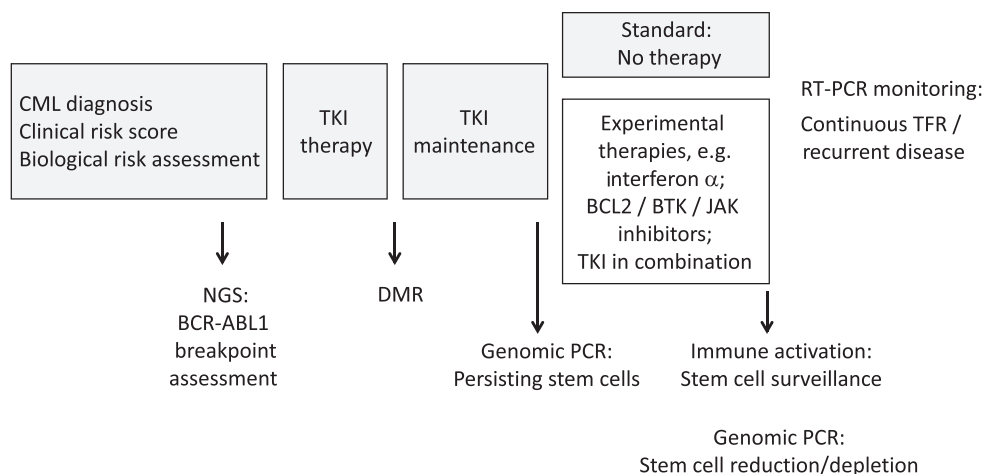 CML diagnosis
Clinical risk score
Biological risk assessment
TKI
therapy
TKI
maintenance
Standard:
No therapy
Experimental
therapies, e.g.
interferon α;
BCL2 / BTK / JAK
inhibitors;
TKI in combination
RT-PCR monitoring:
Continuous TFR /
recurrent disease
NGS:
BCR-ABL1
breakpoint
assessment
DMR
Genomic PCR:
Persisting stem cells
Immune activation:
Stem cell surveillance
Genomic PCR:
Stem cell reduction/depletion